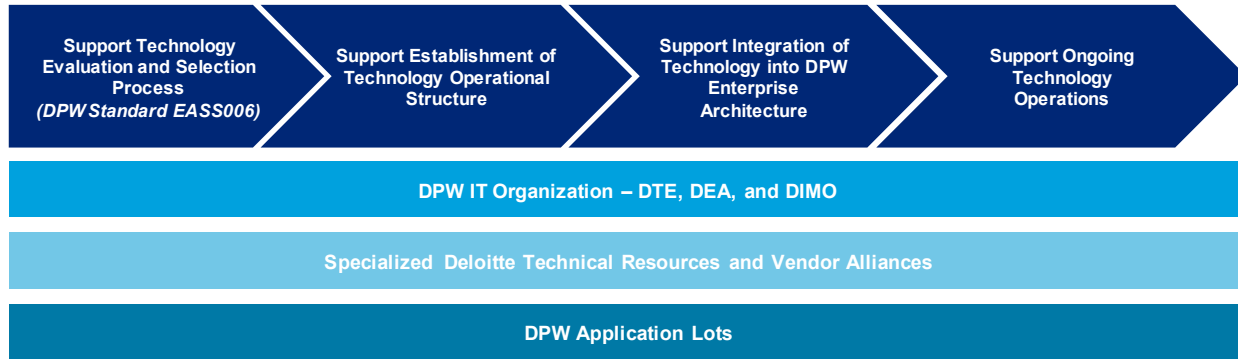 Support Technology
Evaluation and Selection
Process
(DPW Standard EASS006)
Support Establishment of
Technology Operational
Structure
Support Integration of
Technology into DPW
Enterprise
Architecture
Support Ongoing
Technology
Operations
DPW IT Organization – DTE, DEA, and DIMO
Specialized Deloitte Technical Resources and Vendor Alliances
DPW Application Lots